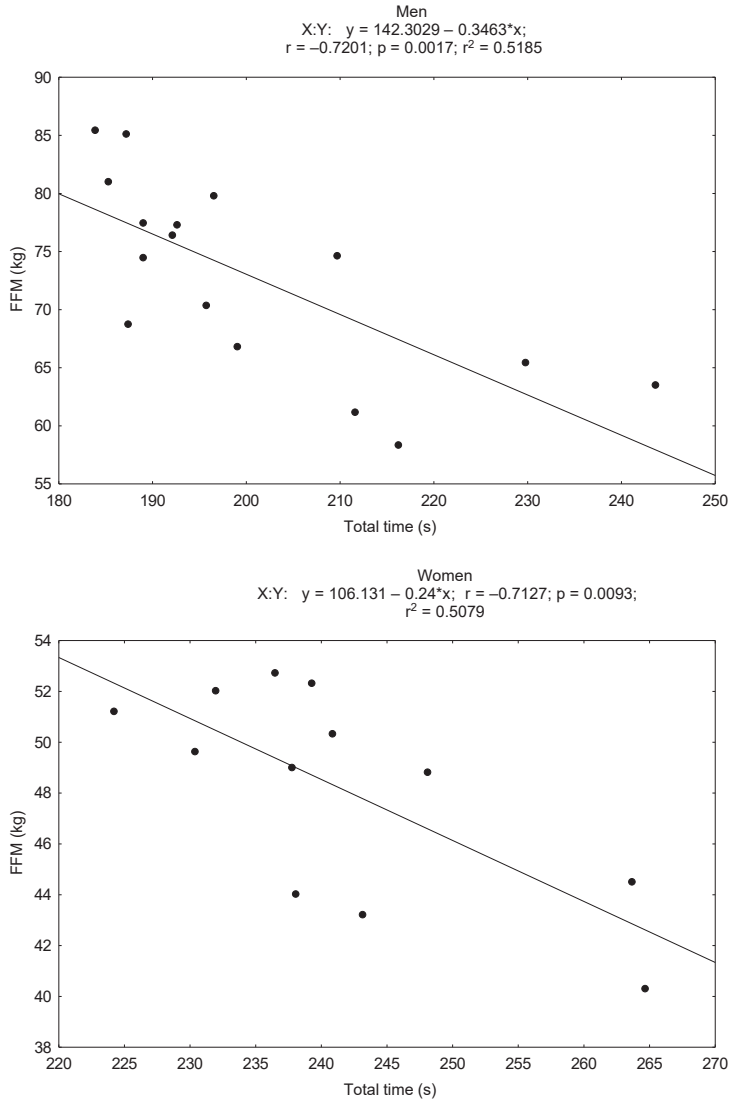 Men
X:Y: y = 142.3029 – 0.3463*x;
r = –0.7201; p = 0.0017; r² = 0.5185
90
85
80
75
70
65
60
55
FFM (kg)
180 190 200 210 220 230 240 250
Total time (s)
Women
X:Y: y = 106.131 – 0.24*x; r = –0.7127; p = 0.0093;
r² = 0.5079
54
52
50
48
46
44
42
40
38
FFM (kg)
220 225 230 235 240 245 250 255 260 265 270
Total time (s)